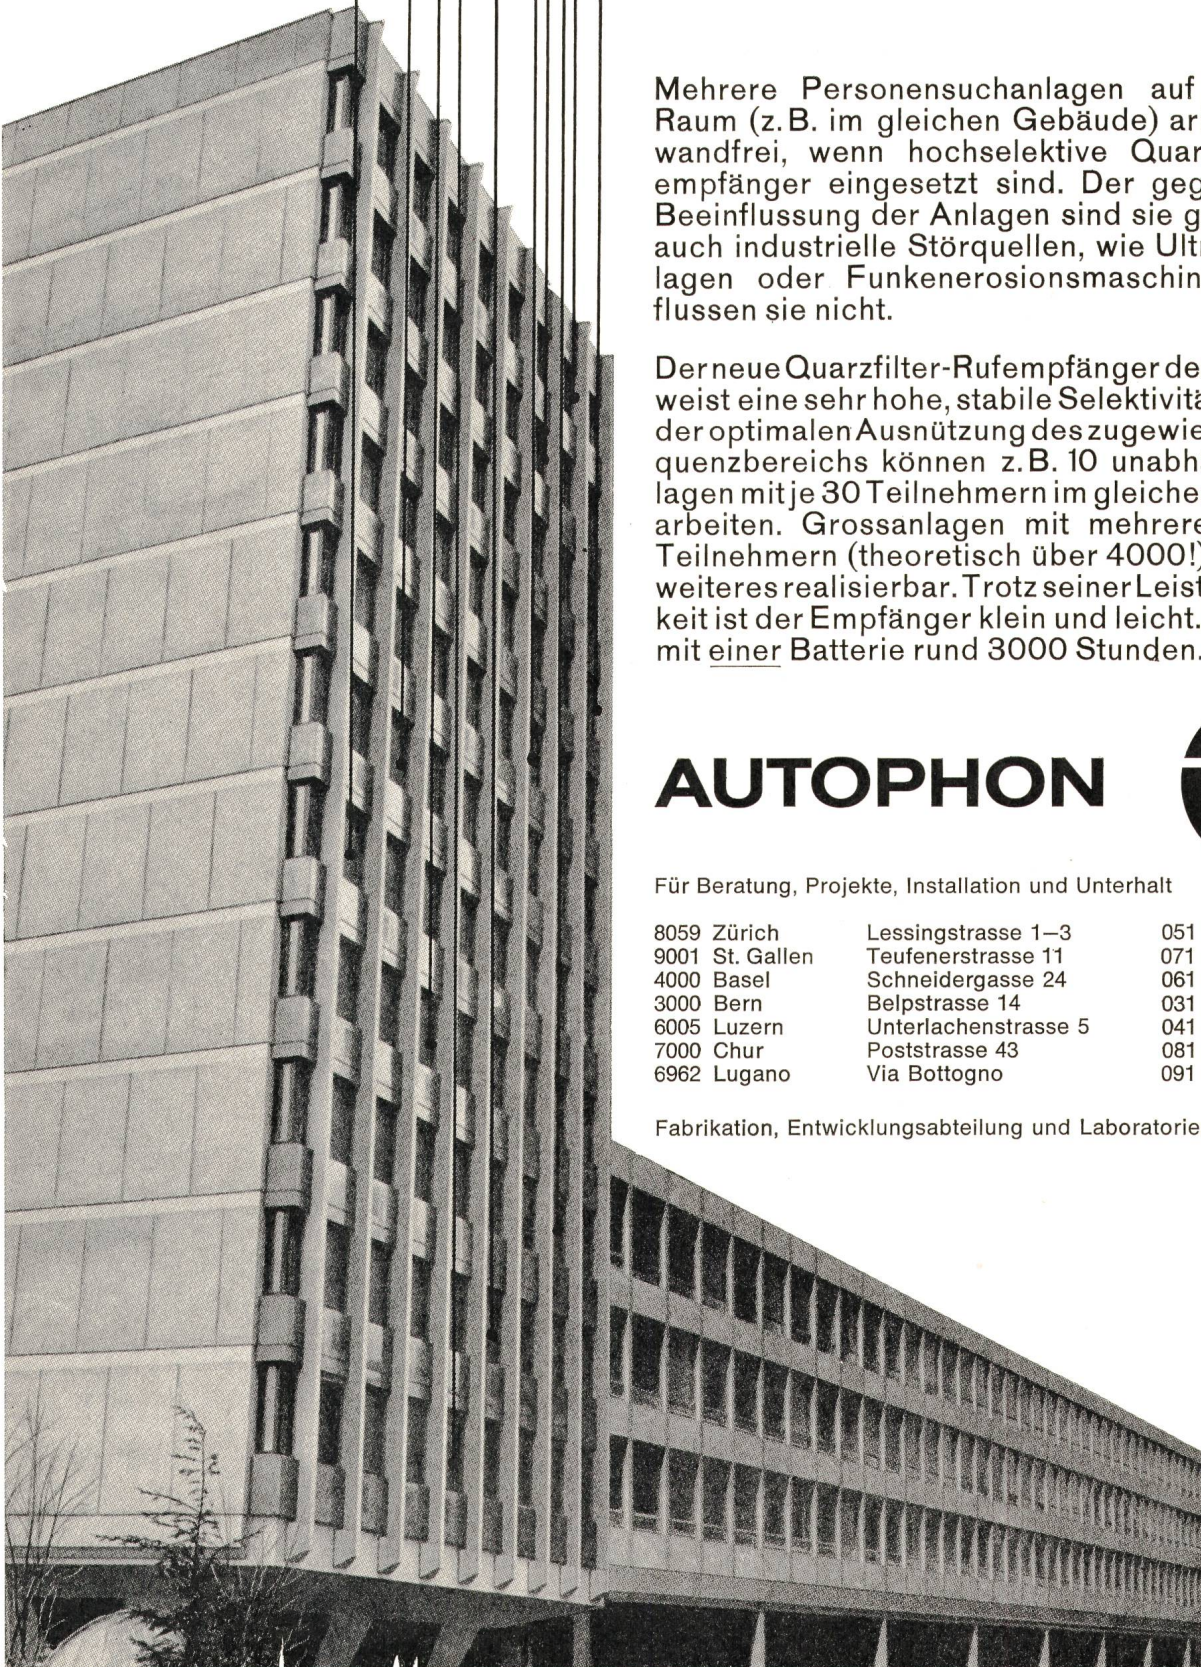 Mehrere Personensuchanlagen auf
Raum (z. B. im gleichen Gebäude) ar
wandfrei, wenn hochselektive Quar
empfänger eingesetzt sind. Der geg
Beeinflussung der Anlagen sind sie g
auch industrielle Störquellen, wie Ult
lagen oder Funkenerosionsmaschin
flussen sie nicht.
Der neue Quarzfilter-Rufempfänger de
weist eine sehr hohe, stabile Selektivitä
der optimalen Ausnützung des zugewie
quenzbereichs können z. B. 10 unabh
lagen mit je 30 Teilnehmern im gleiche
arbeiten. Grossanlagen mit mehrere
Teilnehmern (theoretisch über 4000!)
weiteres realisierbar. Trotz seiner Leist
keit ist der Empfänger klein und leicht.
mit einer Batterie rund 3000 Stunden.
AUTOPHON
Für Beratung, Projekte, Installation und Unterhalt
8059 Zürich Lessingstrasse 1–3 051
9001 St. Gallen Teufenerstrasse 11 071
4000 Basel Schneidergasse 24 061
3000 Bern Belpstrasse 14 031
6005 Luzern Unterlachenstrasse 5 041
7000 Chur Poststrasse 43 081
6962 Lugano Via Bottogno 091
Fabrikation, Entwicklungsabteilung und Laboratorie